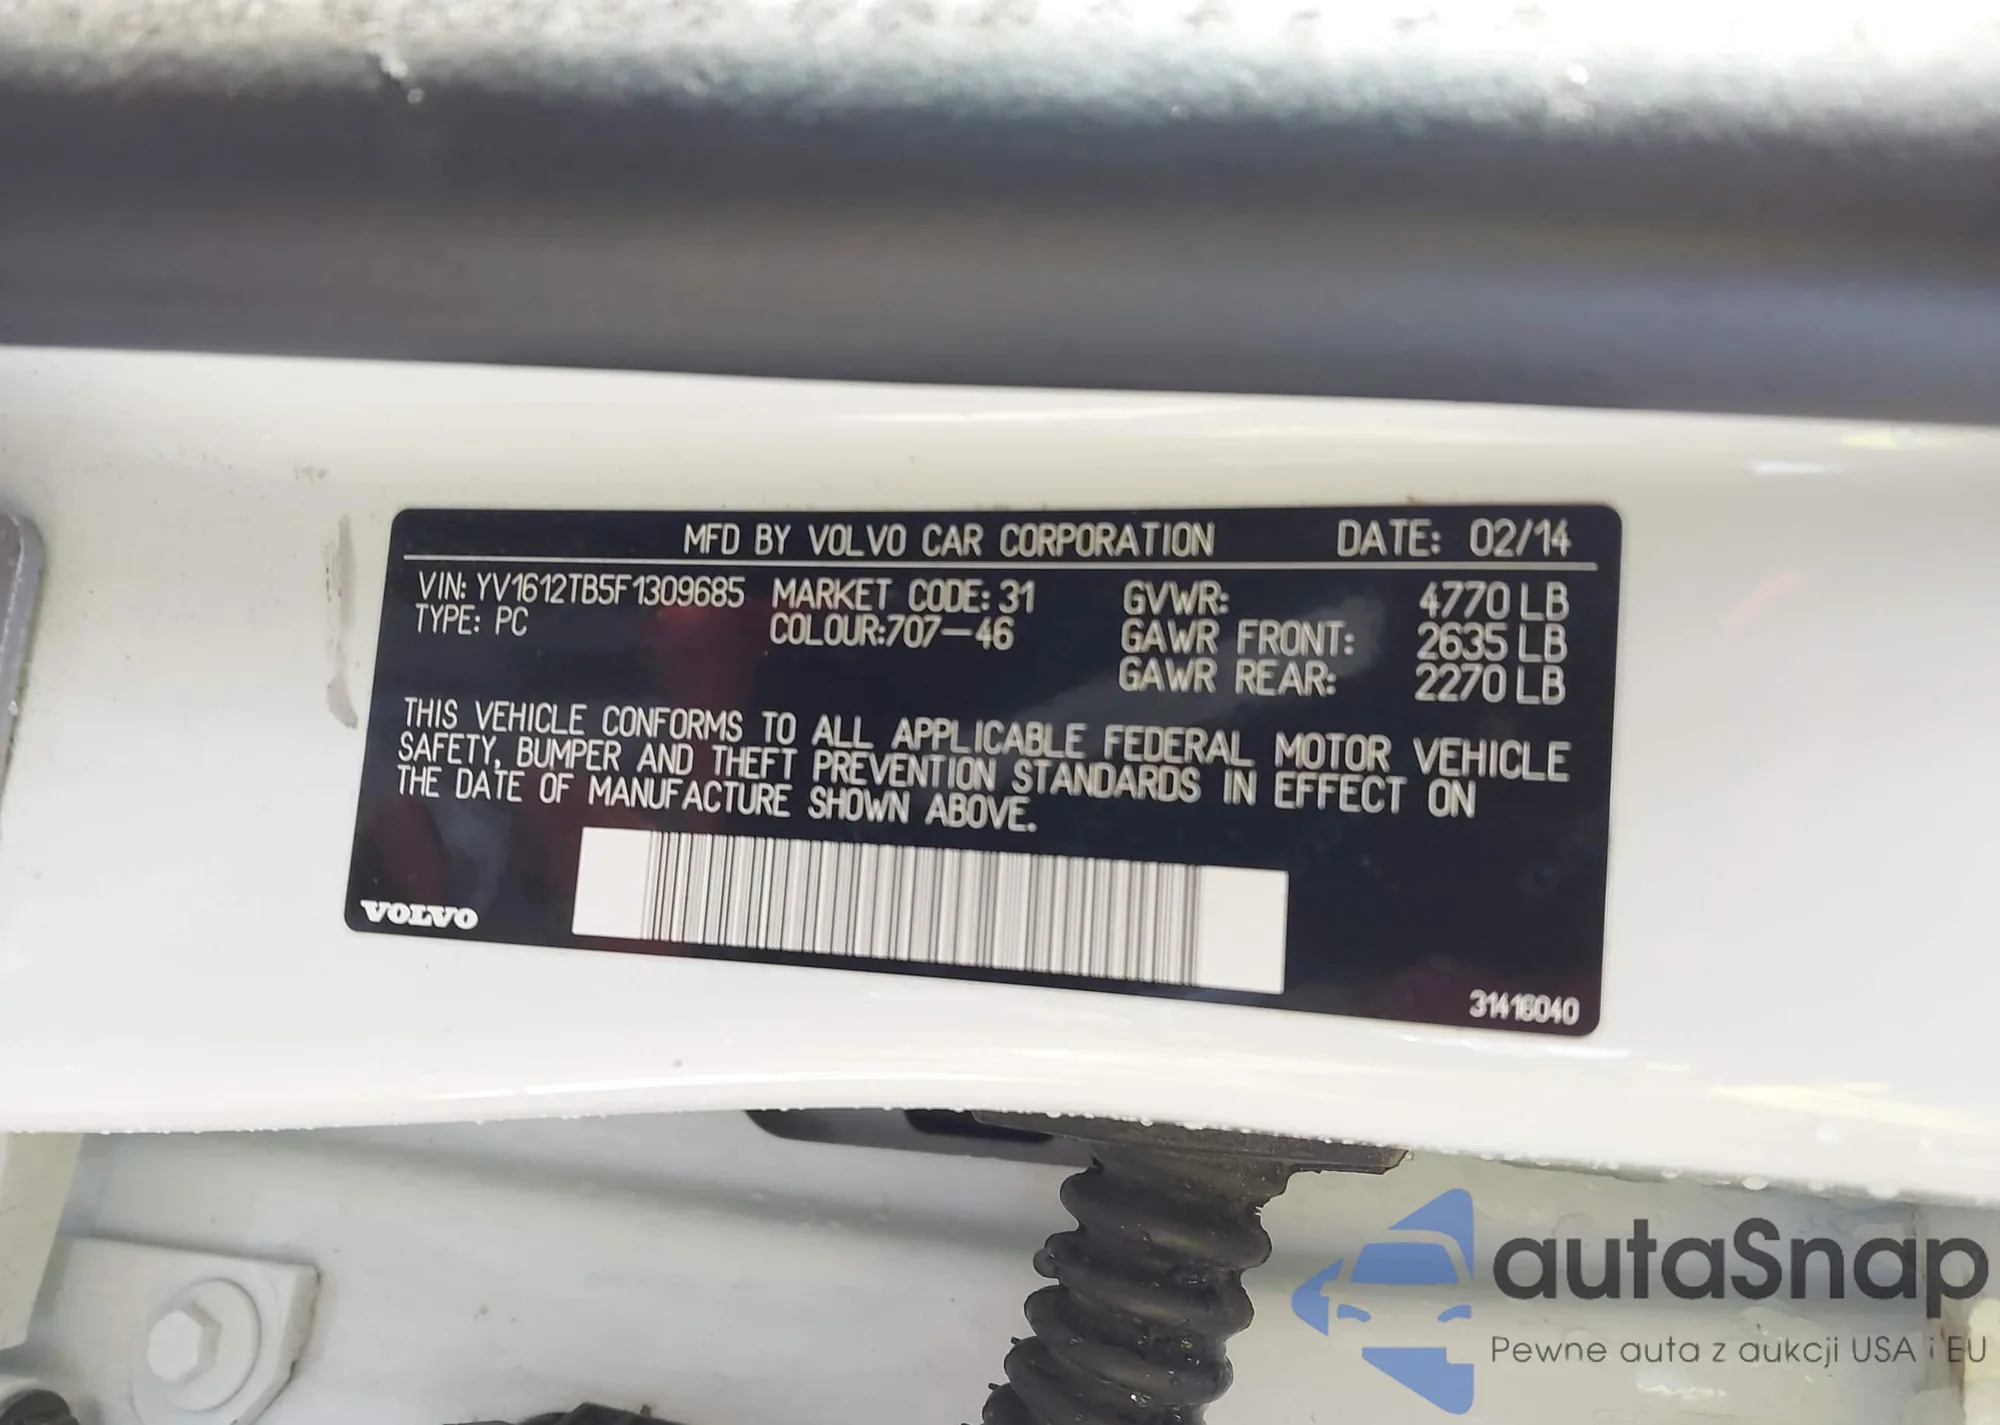 MFD BY VOLVO CAR CORPORATION DATE: 02/14
VIN: YV1612TB5F1309685 MARKET CODE: 31 GVWR: 4770 LB
TYPE: PC COLOUR:707-46 GAWR FRONT: 2635 LB
GAWR REAR: 2270 LB
THIS VEHICLE CONFORMS TO ALL APPLICABLE FEDERAL MOTOR VEHICLE
SAFETY, BUMPER AND THEFT PREVENTION STANDARDS IN EFFECT ON
THE DATE OF MANUFACTURE SHOWN ABOVE.
VOLVO
31416040
autaSnap
Pewne auta z aukcji USA i EU